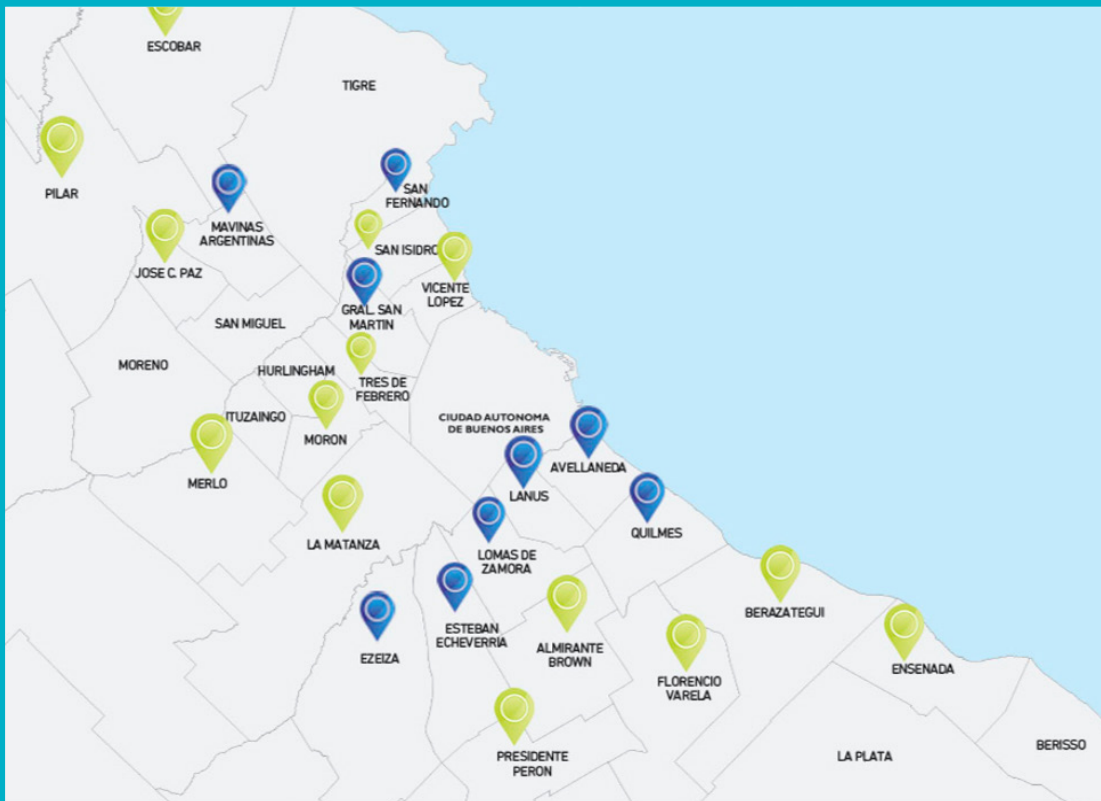 ESCOBAR
TIGRE
PILAR
SAN
FERNANDO
MAVINAS
ARGENTINAS
SAN ISIDRO
JOSE C. PAZ
VICENTE
LOPEZ
GRAL. SAN
MARTIN
SAN MIGUEL
MORENO
HURLINGHAM
TRES DE
FEBRERO
ITUZAINGO
CIUDAD AUTONOMA
DE BUENOS AIRES
MORON
AVELLANEDA
MERLO
LANUS
QUILMES
LA MATANZA
LOMAS DE
ZAMORA
BERAZATEGUI
ESTEBAN
ECHEVERRÍA
ALMIRANTE
BROWN
EZEIZA
ENSENADA
FLORENCIO
VARELA
BERISSO
PRESIDENTE
PERON
LA PLATA